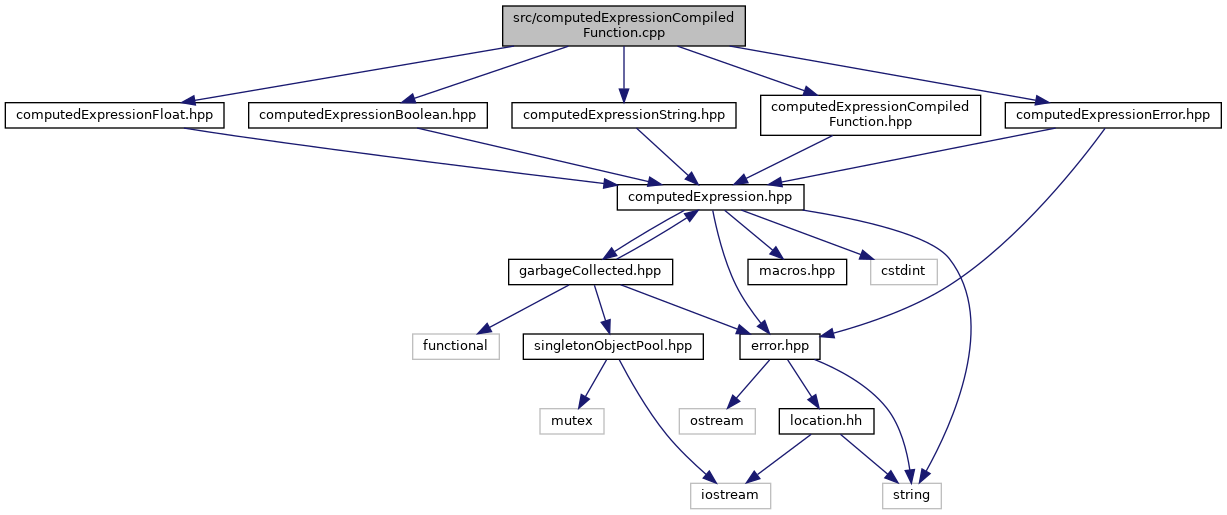 src/computedExpressionCompiled
Function.cpp
computedExpressionFloat.hpp
computedExpressionBoolean.hpp
computedExpressionString.hpp
computedExpressionCompiled
Function.hpp
computedExpressionError.hpp
computedExpression.hpp
garbageCollected.hpp
macros.hpp
cstdint
functional
singletonObjectPool.hpp
error.hpp
mutex
ostream
location.hh
iostream
string